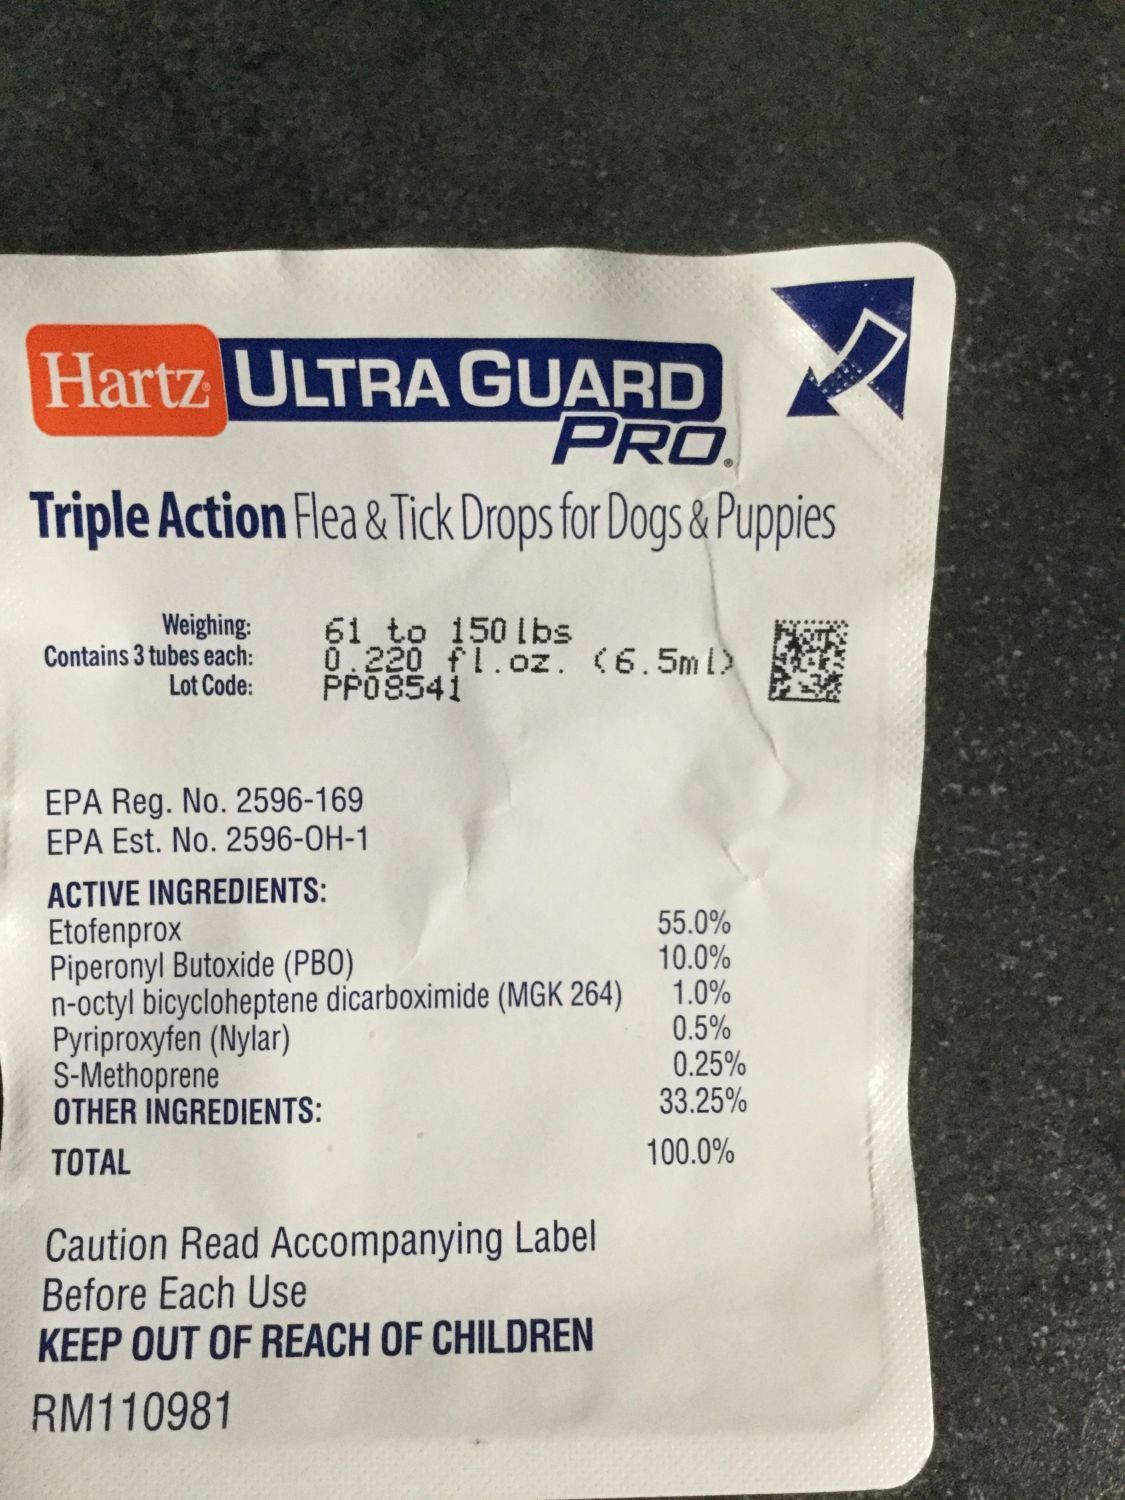 Hartz® ULTRA GUARD
PRO®
Triple Action Flea & Tick Drops for Dogs & Puppies
Weighing: 61 to 150 lbs
Contains 3 tubes each: 0.220 fl.oz. (6.5ml)
Lot Code: PP08541
EPA Reg. No. 2596-169
EPA Est. No. 2596-OH-1
ACTIVE INGREDIENTS:
Etofenprox 55.0%
Piperonyl Butoxide (PBO) 10.0%
n-octyl bicycloheptene dicarboximide (MGK 264) 1.0%
Pyriproxyfen (Nylar) 0.5%
S-Methoprene 0.25%
OTHER INGREDIENTS: 33.25%
TOTAL 100.0%
Caution Read Accompanying Label
Before Each Use
KEEP OUT OF REACH OF CHILDREN
RM110981